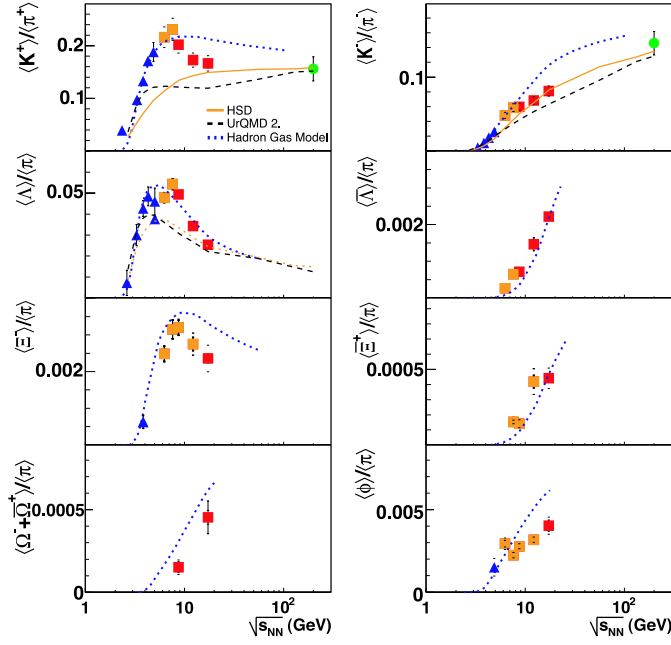 ⟨K⁺⟩/⟨π⁺⟩
0.2
0.1
HSD
UrQMD 2.
Hadron Gas Model
⟨K⁻⟩/⟨π⁻⟩
0.1
⟨Λ⟩/⟨π⟩
0.05
⟨Λ̅⟩/⟨π⟩
0.002
⟨Ξ⁻⟩/⟨π⟩
0.002
⟨Ξ̅⁺⟩/⟨π⟩
0.0005
⟨Ω⁻+Ω̅⁺⟩/⟨π⟩
0.0005
0
1 10 10²
√sNN (GeV)
⟨ϕ⟩/⟨π⟩
0.005
0
1 10 10²
√sNN (GeV)